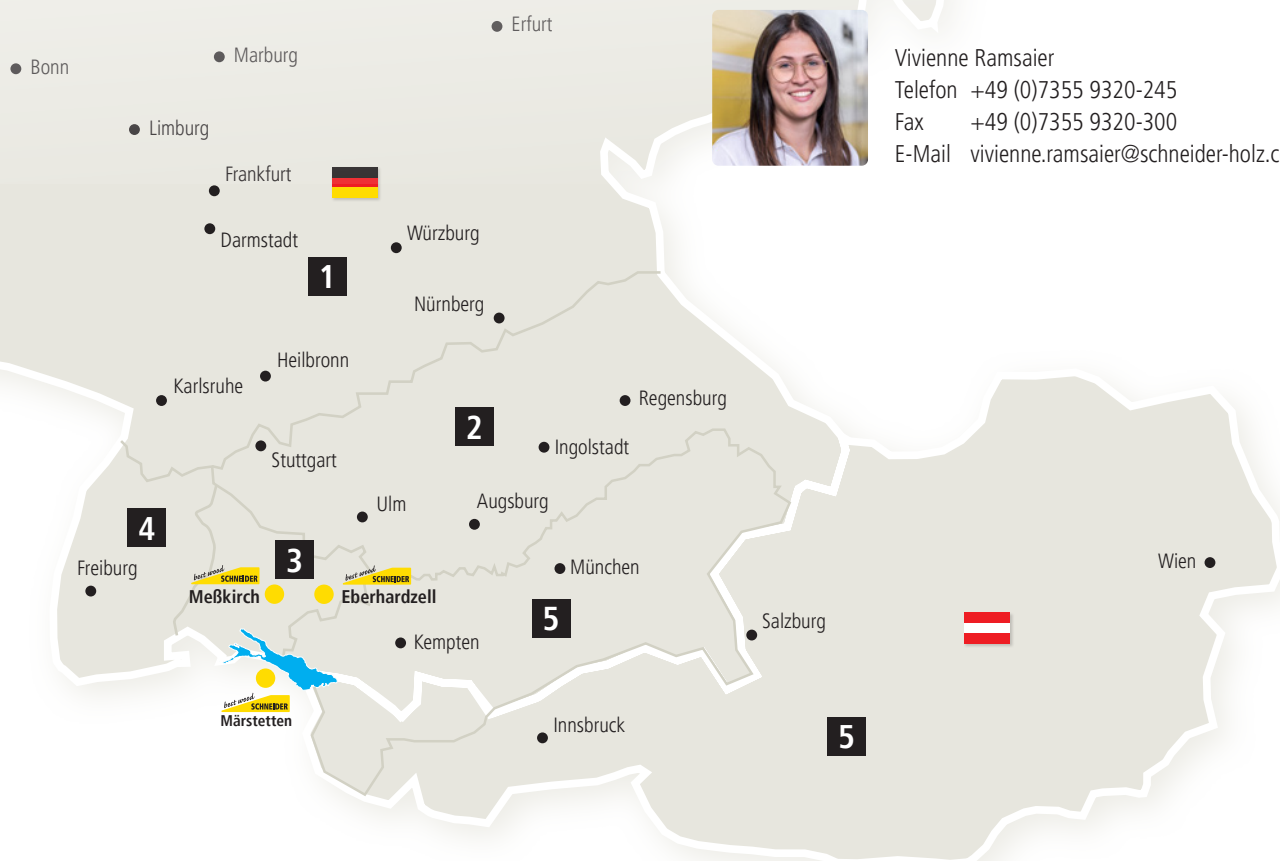 Erfurt
Marburg
Bonn
Limburg
Frankfurt
Darmstadt
Würzburg
1
Nürnberg
Heilbronn
Karlsruhe
Regensburg
2
Stuttgart
Ingolstadt
Ulm
Augsburg
4
3
Freiburg
München
Wien
best wood
SCHNEIDER
Meßkirch
best wood
SCHNEIDER
Eberhardzell
5
Salzburg
Kempten
best wood
SCHNEIDER
Märstetten
Innsbruck
5
Vivienne Ramsaier
Telefon +49 (0)7355 9320-245
Fax +49 (0)7355 9320-300
E-Mail vivienne.ramsaier@schneider-holz.c